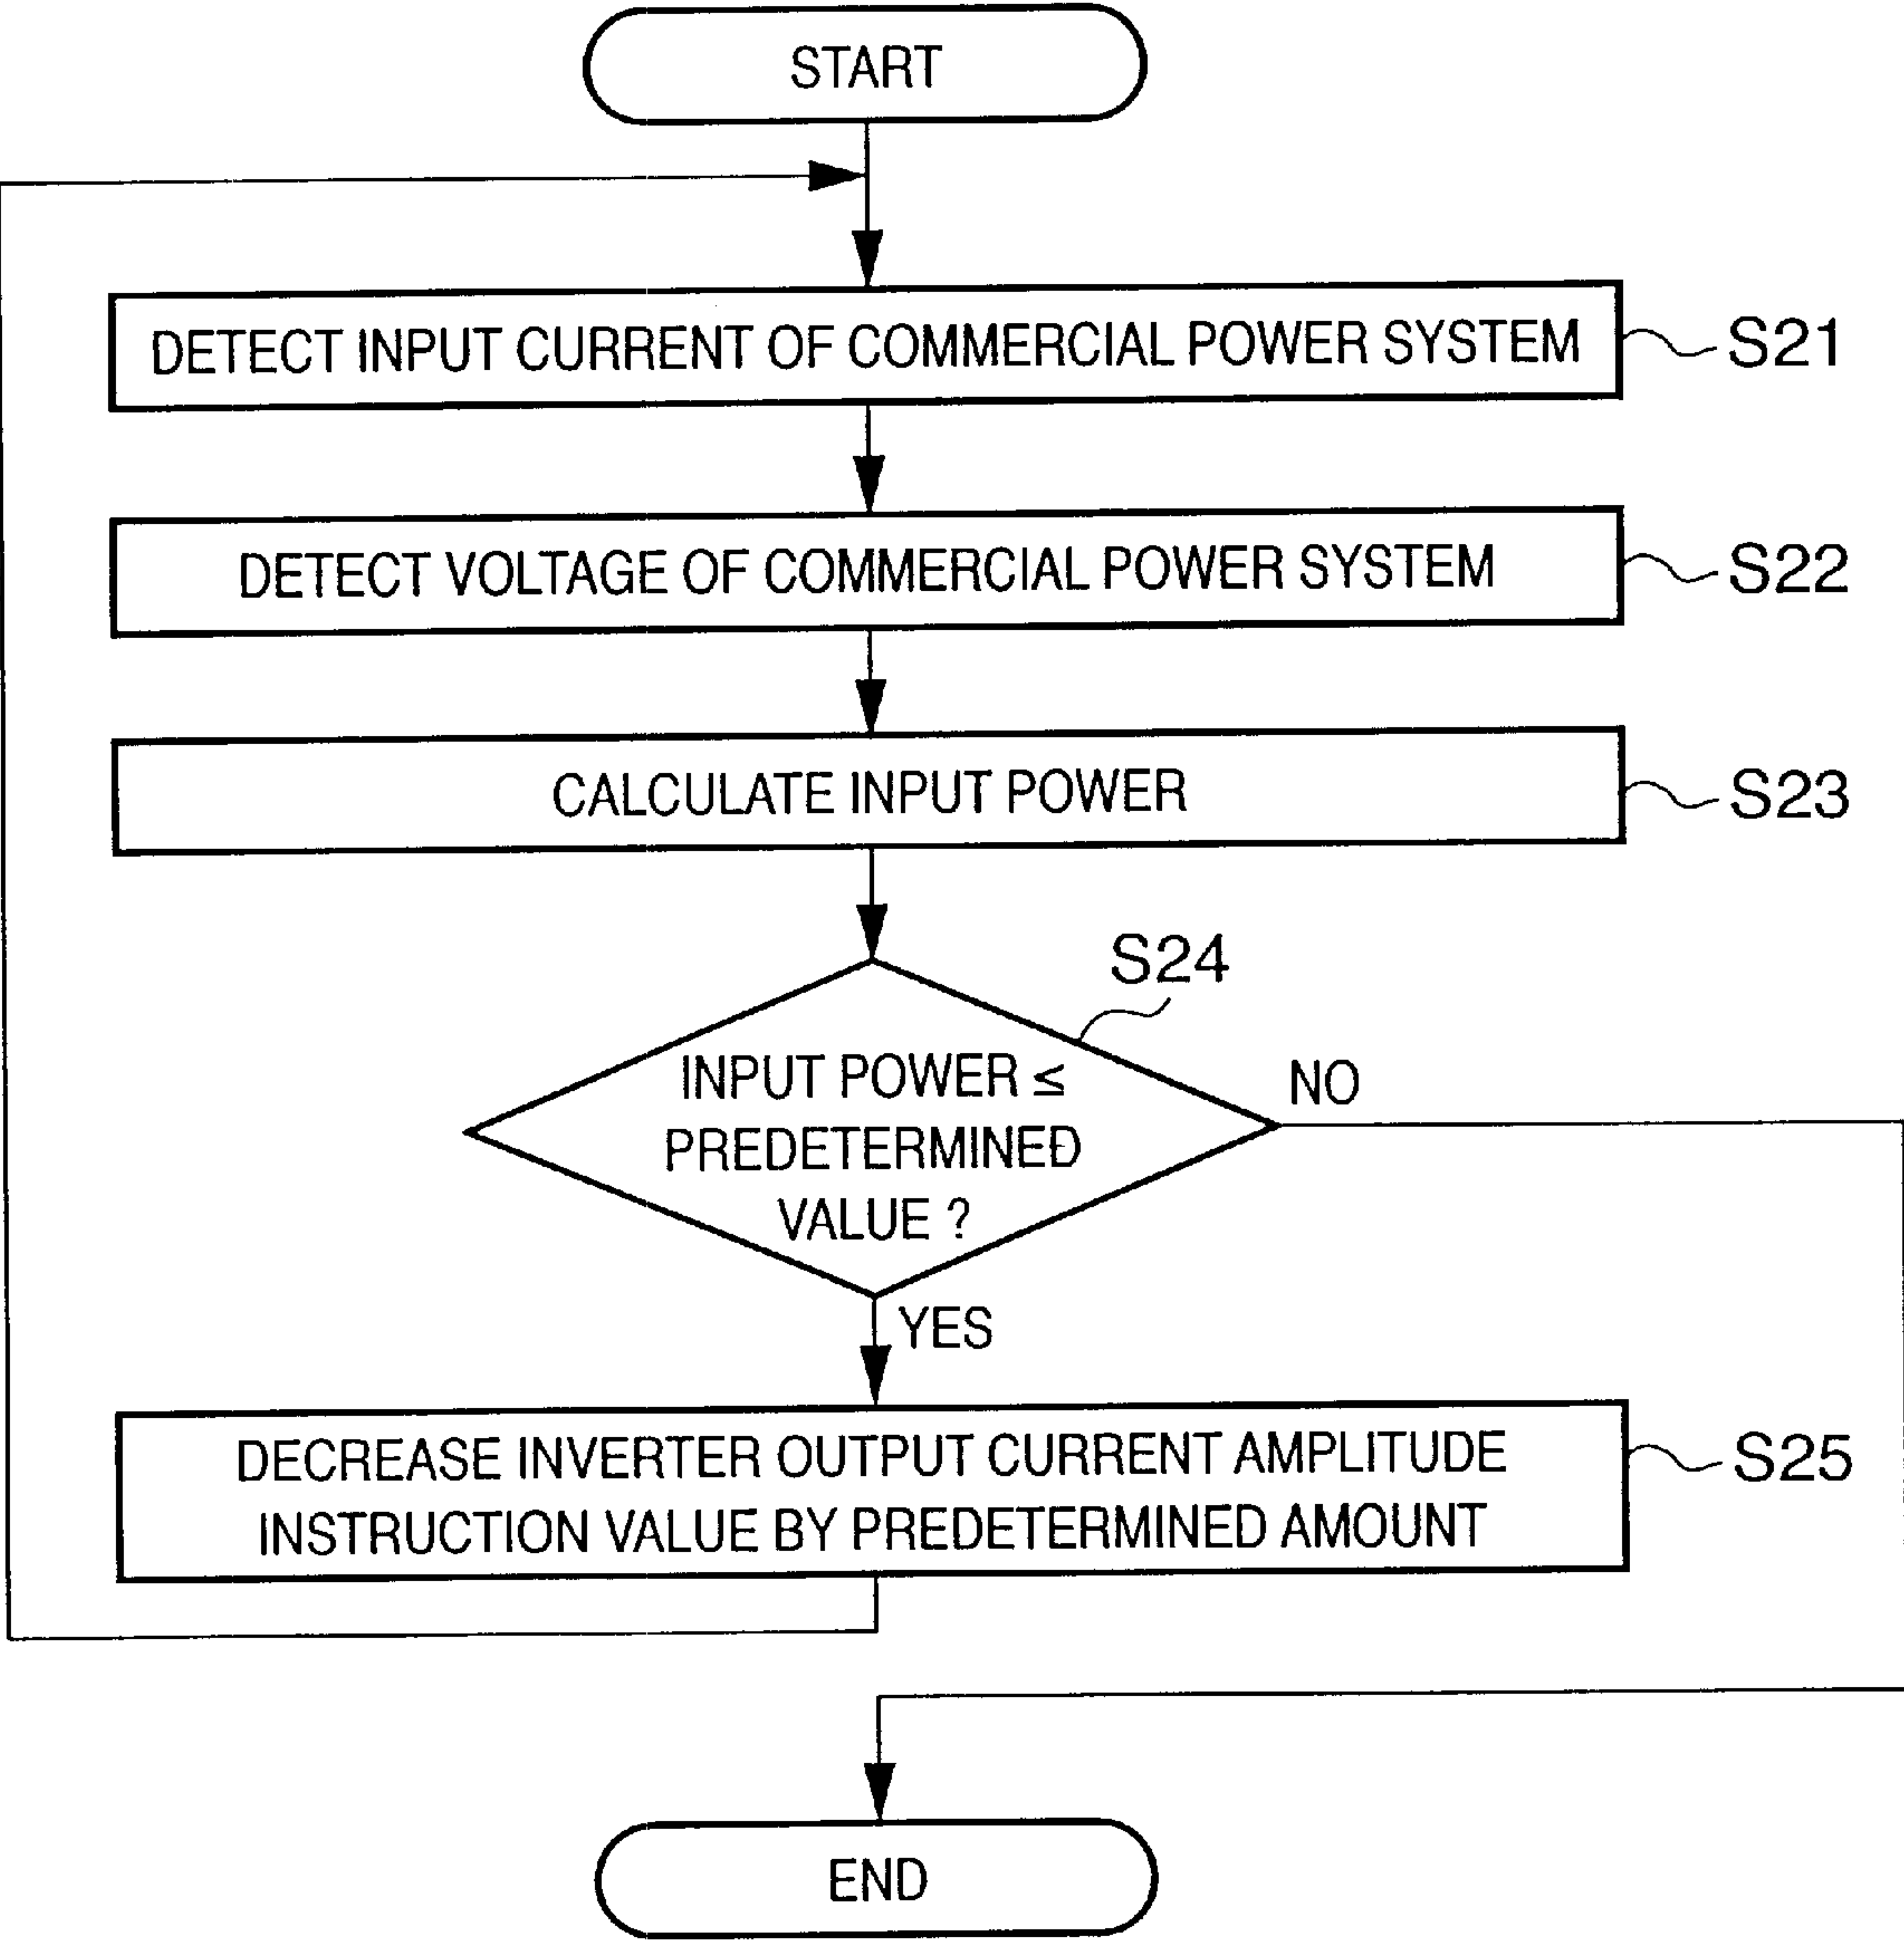 START
DETECT INPUT CURRENT OF COMMERCIAL POWER SYSTEM
S21
DETECT VOLTAGE OF COMMERCIAL POWER SYSTEM
S22
CALCULATE INPUT POWER
S23
S24
INPUT POWER ≤
PREDETERMINED
VALUE ?
NO
YES
DECREASE INVERTER OUTPUT CURRENT AMPLITUDE
INSTRUCTION VALUE BY PREDETERMINED AMOUNT
S25
END